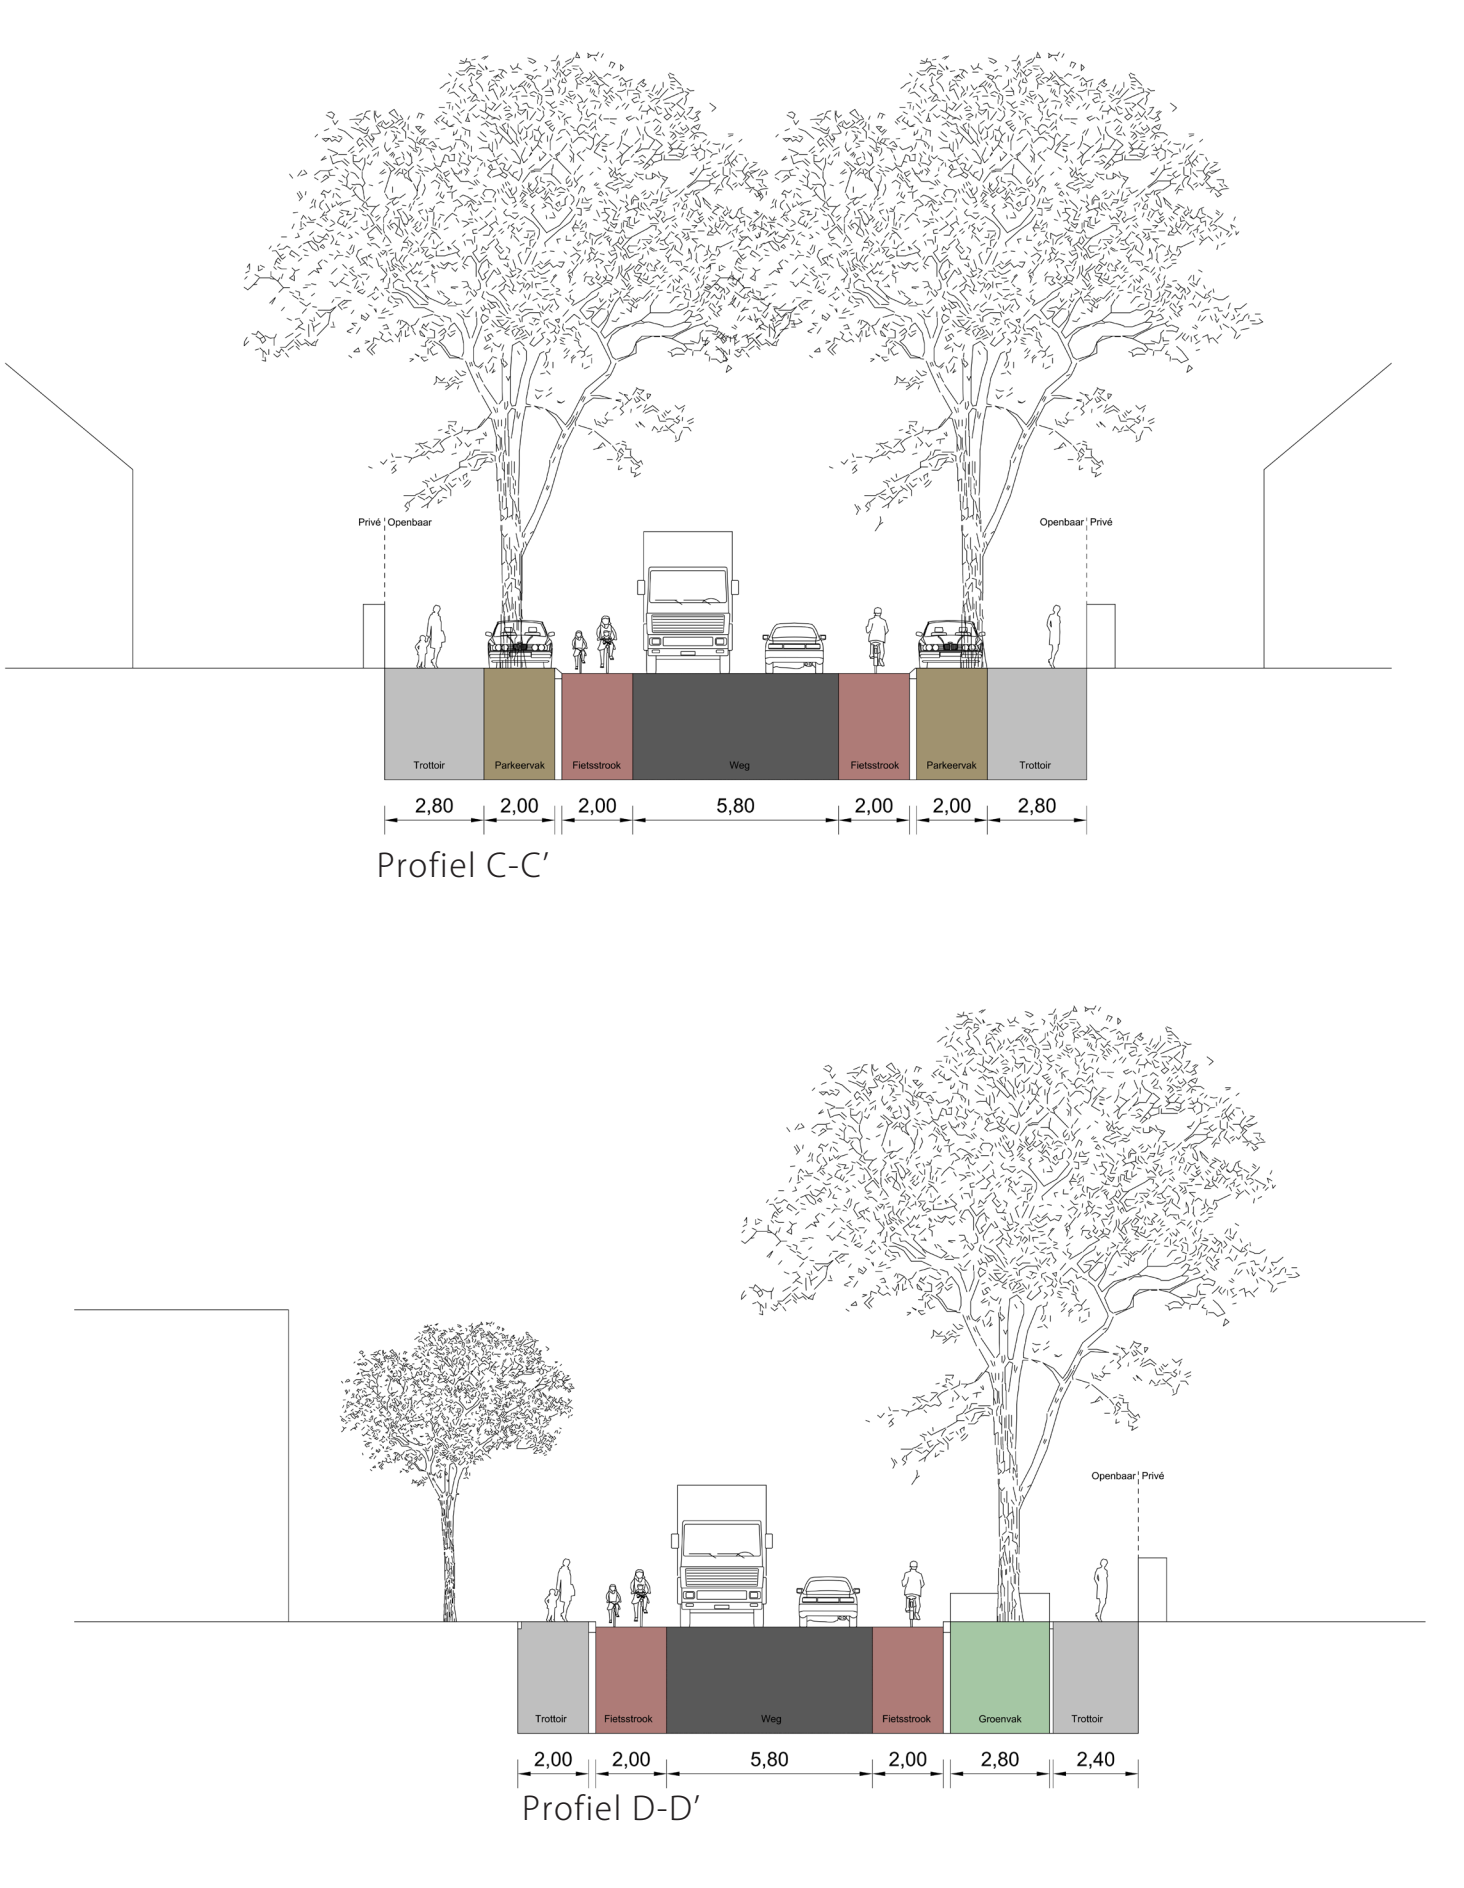 Privé Openbaar Openbaar Privé
Trottoir Parkeervak Fietsstrook Weg Fietsstrook Parkeervak Trottoir
2,80 2,00 2,00 5,80 2,00 2,00 2,80
Profiel C-C’
Openbaar Privé
Trottoir Fietsstrook Weg Fietsstrook Groenvak Trottoir
2,00 2,00 5,80 2,00 2,80 2,40
Profiel D-D’